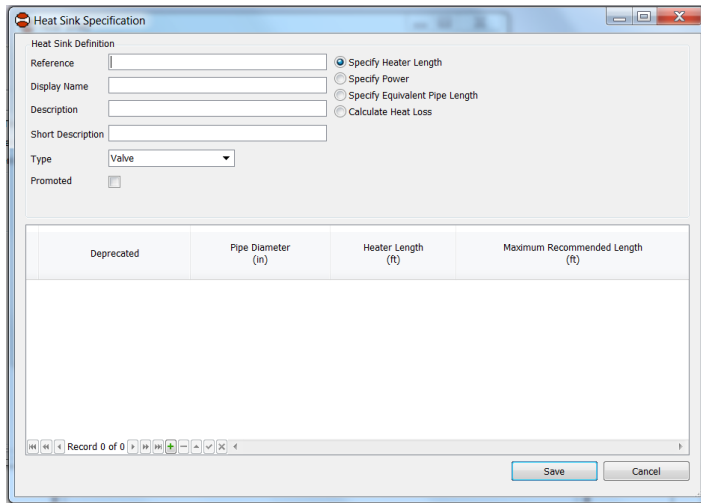 Heat Sink Specification
Heat Sink Definition
Reference
Display Name
Description
Short Description
Type Valve
Promoted
Specify Heater Length
Specify Power
Specify Equivalent Pipe Length
Calculate Heat Loss
Deprecated
Pipe Diameter
(in)
Heater Length
(ft)
Maximum Recommended Length
(ft)
Record 0 of 0
Save Cancel